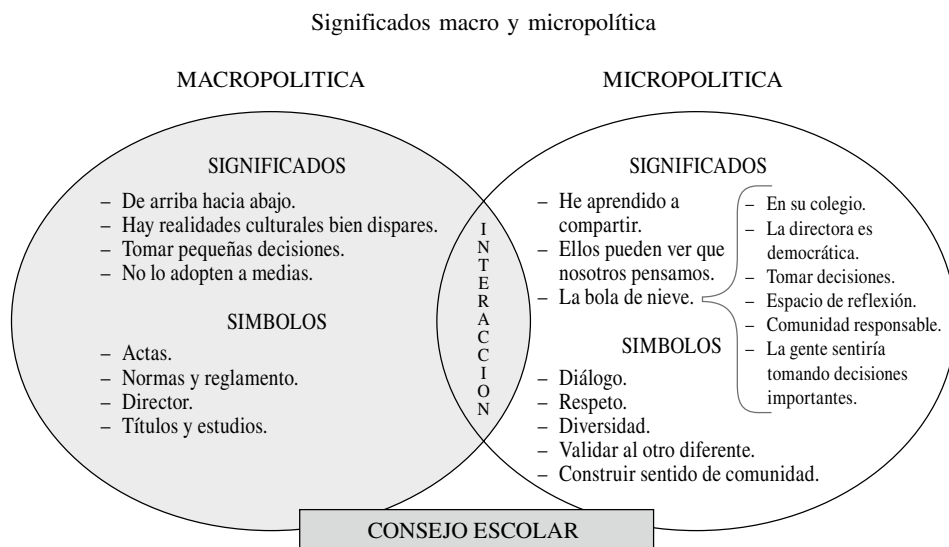 Significados macro y micropolítica
MACROPOLITICA
SIGNIFICADOS
– De arriba hacia abajo.
– Hay realidades culturales bien dispares.
– Tomar pequeñas decisiones.
– No lo adopten a medias.
SIMBOLOS
– Actas.
– Normas y reglamento.
– Director.
– Títulos y estudios.
INTERACCION
MICROPOLITICA
SIGNIFICADOS
– He aprendido a
compartir.
– Ellos pueden ver que
nosotros pensamos.
– La bola de nieve.
– En su colegio.
– La directora es
democrática.
– Tomar decisiones.
– Espacio de reflexión.
– Comunidad responsable.
– La gente sentiría
tomando decisiones
importantes.
SIMBOLOS
– Diálogo.
– Respeto.
– Diversidad.
– Validar al otro diferente.
– Construir sentido de comunidad.
CONSEJO ESCOLAR